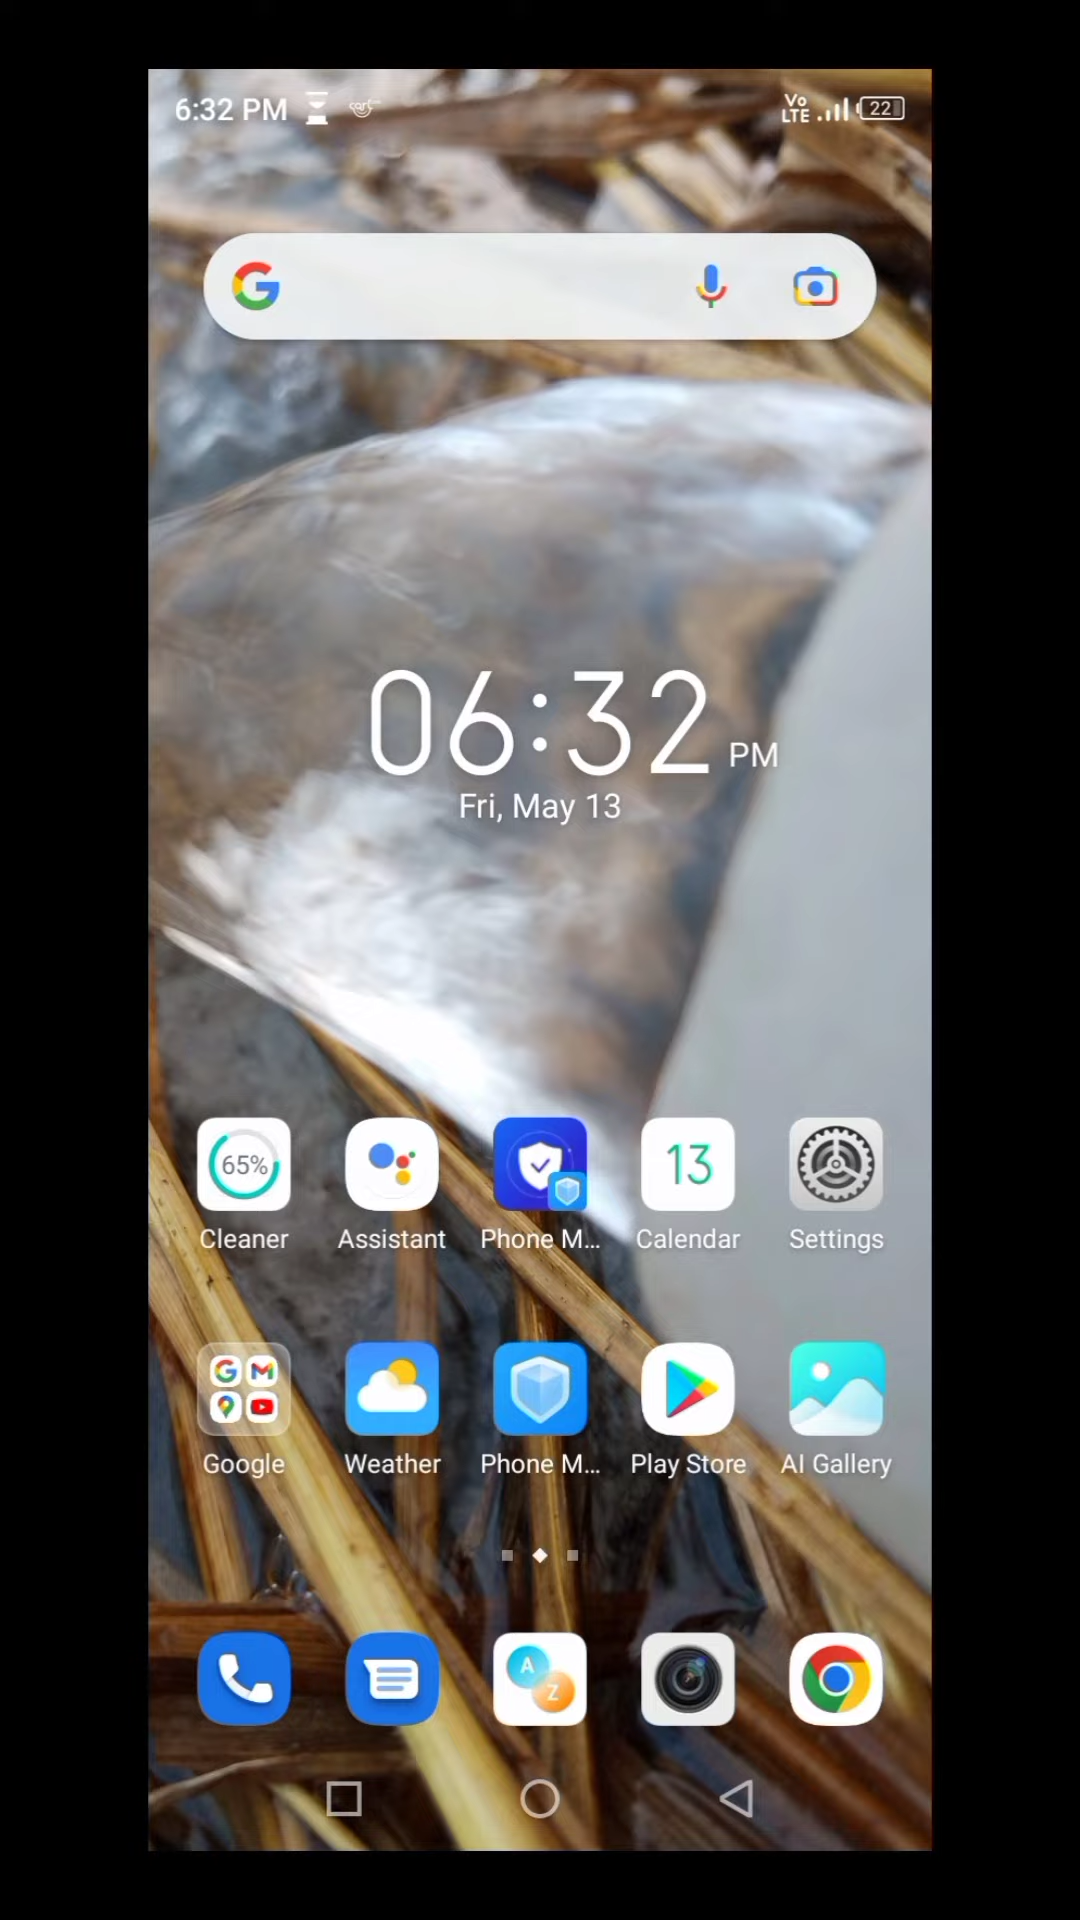 6:32 PM
Vo
LTE
22
06:32 PM
Fri, May 13
65%
13
Cleaner
Assistant
Phone M...
Calendar
Settings
Google
Weather
Phone M...
Play Store
AI Gallery
A
Z